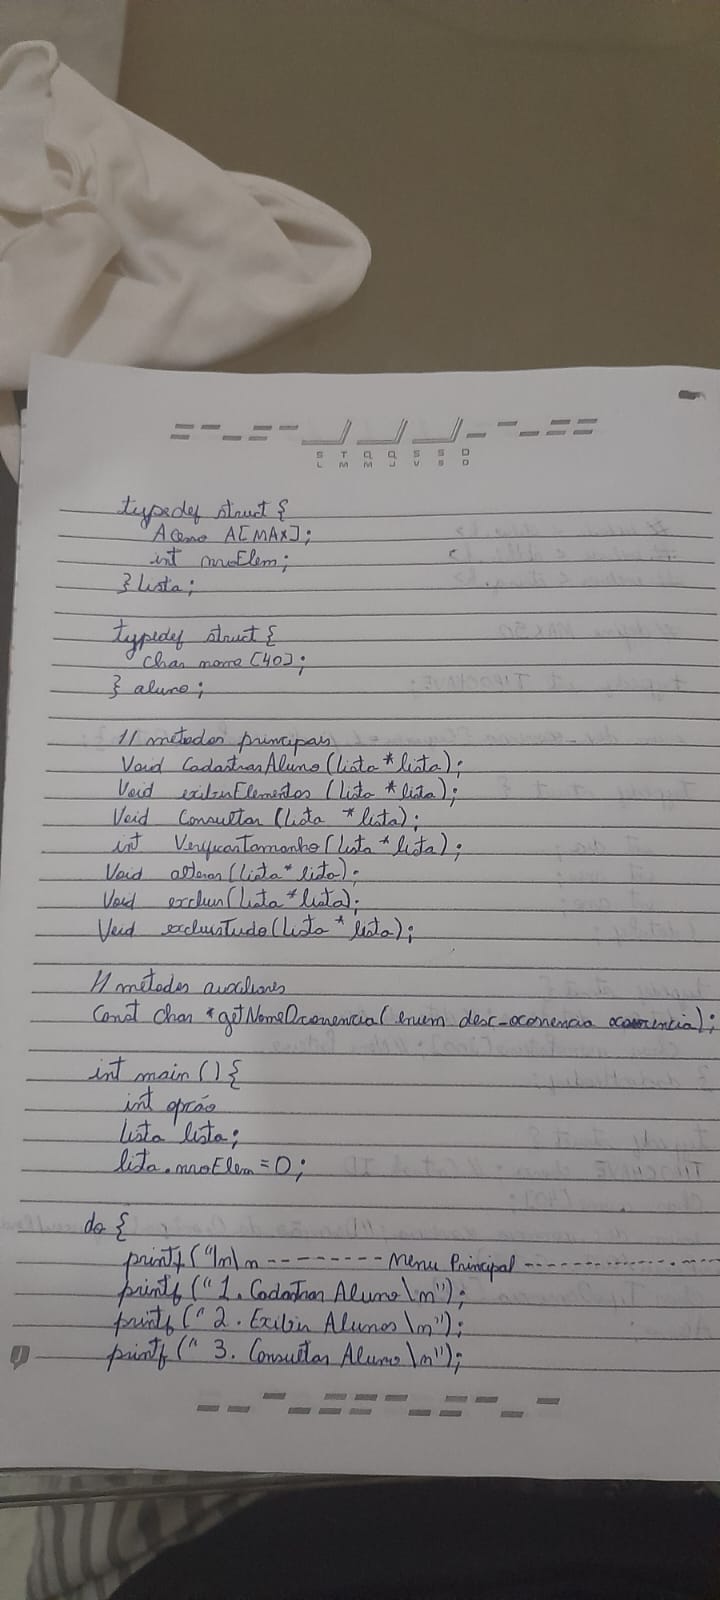 S T Q Q S S D
L M M J V S D
typedef struct {
Aceno A[MAX];
int nroElem;
} lista;
typedef struct {
char nome [40];
} aluno;
// métodos principais
Void CadastrarAluno (lista *lista);
Void exibirElementos (lista *lista);
Void Consultar (lista *lista);
int VerificarTamanho (lista *lista);
Void alterar (lista* lista);
Void excluir (lista *lista);
Void excluirTudo (lista * lista);
// métodos auxiliares
Const char *getNomeOcorrencia ( enum desc_ocorrencia ocorrencia);
int main () {
int opção
lista lista;
lista.nroElem = 0;
do {
printf ("\n\n --------- Menu Principal ---------------
printf (" 1. Cadastrar Aluno \n");
printf (" 2. Exibir Alunos \n");
printf (" 3. Consultar Aluno \n");